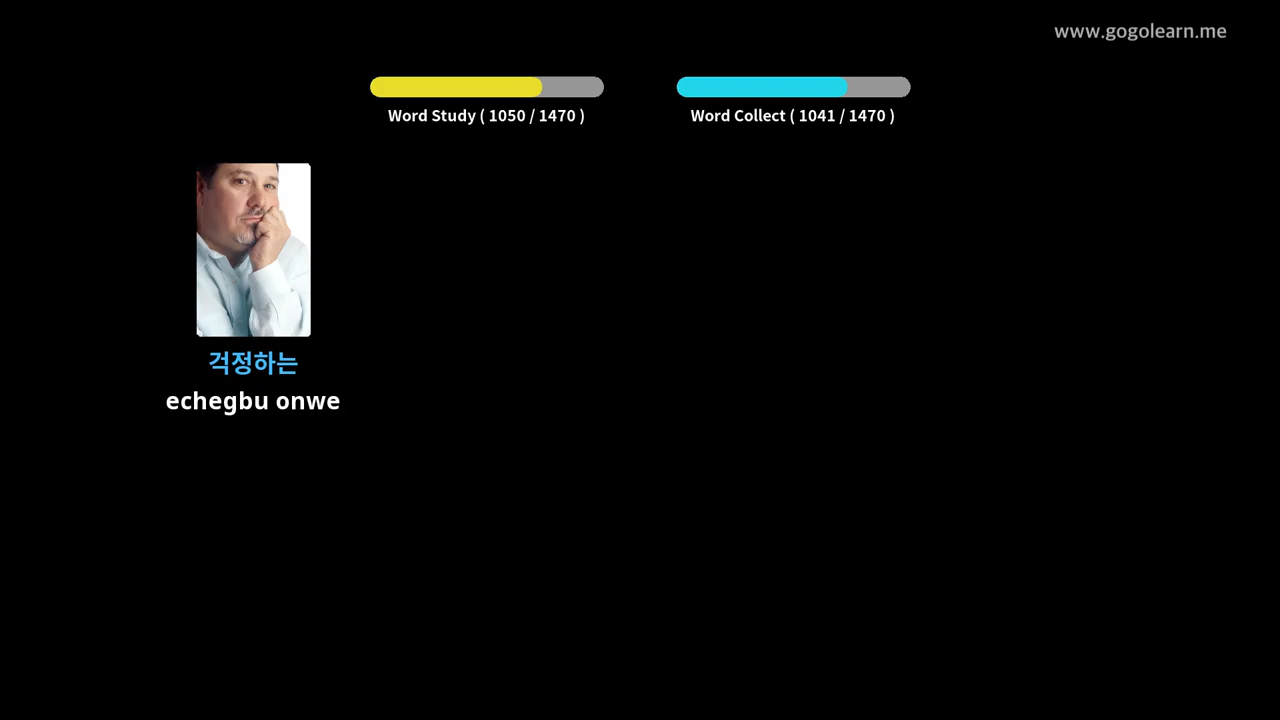 www.gogolearn.me
Word Study ( 1050 / 1470 )
Word Collect ( 1041 / 1470 )
걱정하는
echegbu onwe